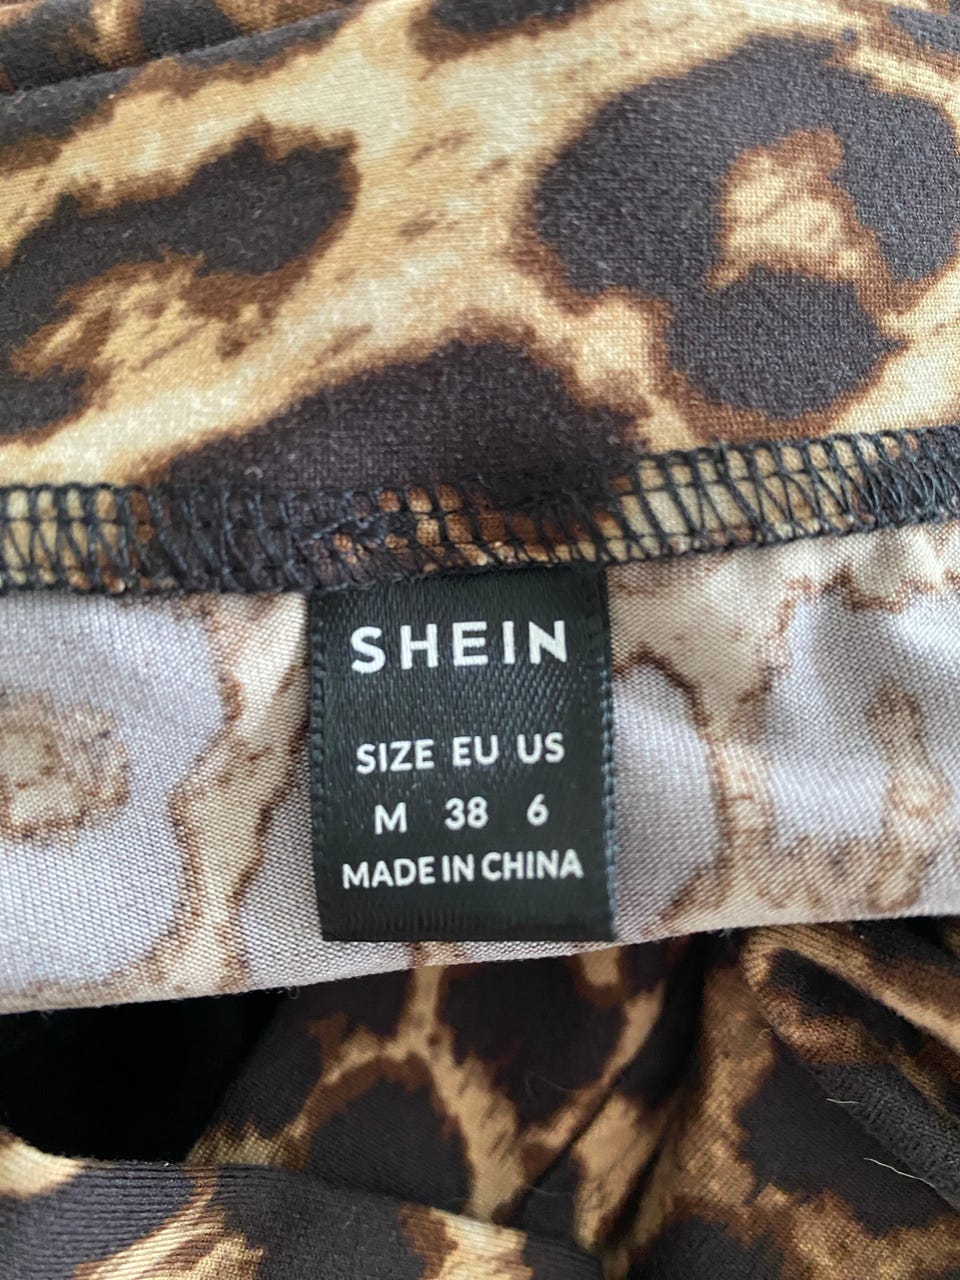 SHEIN
SIZE EU US
M 38 6
MADE IN CHINA